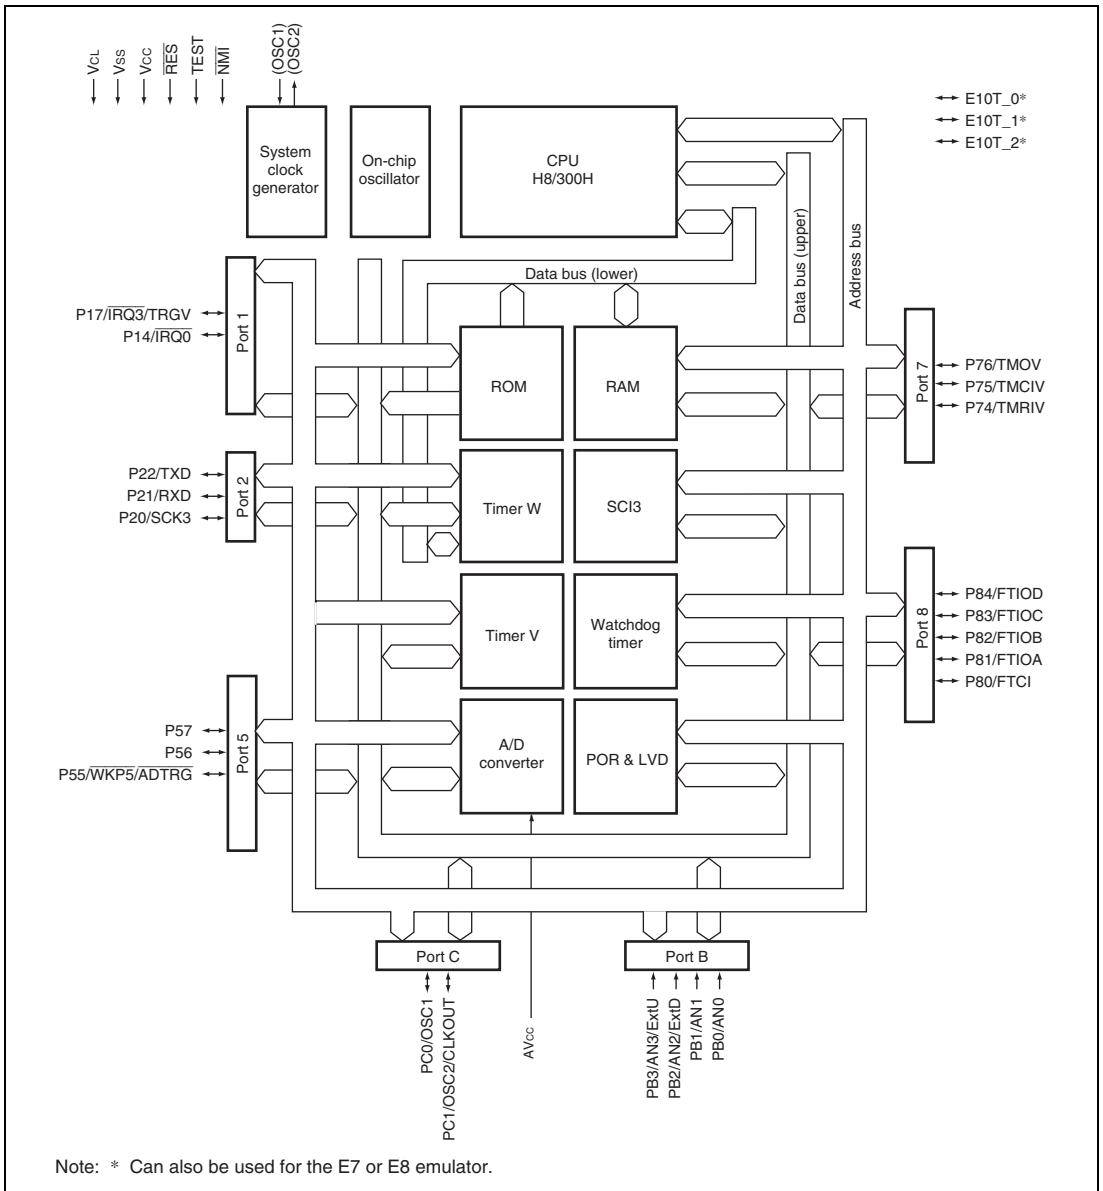 VCL
VSS
VCC
RES
TEST
NMI
(OSC1)
(OSC2)
E10T_0*
E10T_1*
E10T_2*
System
clock
generator
On-chip
oscillator
CPU
H8/300H
Data bus (lower)
Data bus (upper)
Address bus
P17/IRQ3/TRGV
P14/IRQ0
Port 1
ROM
RAM
Port 7
P76/TMOV
P75/TMCIV
P74/TMRIV
P22/TXD
P21/RXD
P20/SCK3
Port 2
Timer W
SCI3
Timer V
Watchdog
timer
Port 8
P84/FTIOD
P83/FTIOC
P82/FTIOB
P81/FTIOA
P80/FTCI
P57
P56
P55/WKP5/ADTRG
Port 5
A/D
converter
POR & LVD
Port C
Port B
PC0/OSC1
PC1/OSC2/CLKOUT
AVCC
PB3/AN3/ExtU
PB2/AN2/ExtD
PB1/AN1
PB0/AN0
Note: * Can also be used for the E7 or E8 emulator.